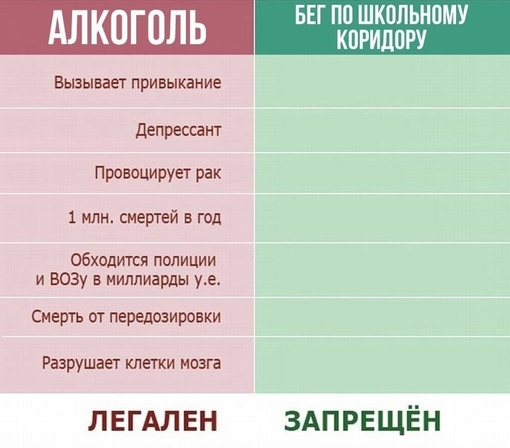 АЛКОГОЛЬ
БЕГ ПО ШКОЛЬНОМУ
КОРИДОРУ
Вызывает привыкание
Депрессант
Провоцирует рак
1 млн. смертей в год
Обходится полиции
и ВОЗу в миллиарды у.е.
Смерть от передозировки
Разрушает клетки мозга
ЛЕГАЛЕН
ЗАПРЕЩЁН